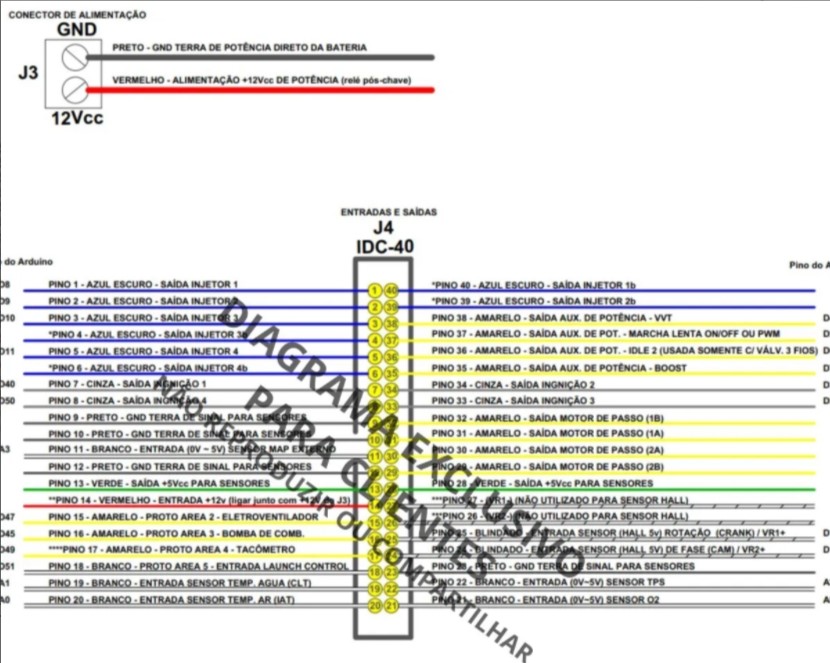 CONECTOR DE ALIMENTAÇÃO
GND
PRETO - GND TERRA DE POTÊNCIA DIRETO DA BATERIA
J3
VERMELHO - ALIMENTAÇÃO +12Vcc DE POTÊNCIA (relé pós-chave)
12Vcc
ENTRADAS E SAÍDAS
J4
IDC-40
do Arduino
Pino do A
D8 PINO 1 - AZUL ESCURO - SAÍDA INJETOR 1 1 40 *PINO 40 - AZUL ESCURO - SAÍDA INJETOR 1b
D9 PINO 2 - AZUL ESCURO - SAÍDA INJETOR 2 39 *PINO 39 - AZUL ESCURO - SAÍDA INJETOR 2b
D10 PINO 3 - AZUL ESCURO - SAÍDA INJETOR 3 3 38 PINO 38 - AMARELO - SAÍDA AUX. DE POTÊNCIA - VVT D
*PINO 4 - AZUL ESCURO - SAÍDA INJETOR 3b 4 37 PINO 37 - AMARELO - SAÍDA AUX. DE POT. - MARCHA LENTA ON/OFF OU PWM D
D11 PINO 5 - AZUL ESCURO - SAÍDA INJETOR 4 5 36 PINO 36 - AMARELO - SAÍDA AUX. DE POT. - IDLE 2 (USADA SOMENTE C/ VÁLV. 3 FIOS) D
*PINO 6 - AZUL ESCURO - SAÍDA INJETOR 4b 6 35 PINO 35 - AMARELO - SAÍDA AUX. DE POTÊNCIA - BOOST D
D40 PINO 7 - CINZA - SAÍDA INGNIÇÃO 1 7 34 PINO 34 - CINZA - SAÍDA INGNIÇÃO 2 D
D50 PINO 8 - CINZA - SAÍDA INGNIÇÃO 4 33 PINO 33 - CINZA - SAÍDA INGNIÇÃO 3 D
PINO 9 - PRETO - GND TERRA DE SINAL PARA SENSORES PINO 32 - AMARELO - SAÍDA MOTOR DE PASSO (1B)
PINO 10 - PRETO - GND TERRA DE SINAL PARA SENSORES 10 31 PINO 31 - AMARELO - SAÍDA MOTOR DE PASSO (1A)
A3 PINO 11 - BRANCO - ENTRADA (0V ~ 5V) SENSOR MAP EXTERNO 11 30 PINO 30 - AMARELO - SAÍDA MOTOR DE PASSO (2A)
PINO 12 - PRETO - GND TERRA DE SINAL PARA SENSORES 29 PINO 29 - AMARELO - SAÍDA MOTOR DE PASSO (2B)
PINO 13 - VERDE - SAÍDA +5Vcc PARA SENSORES 13 PINO 28 - VERDE - SAÍDA +5Vcc PARA SENSORES
**PINO 14 - VERMELHO - ENTRADA +12v (ligar junto com +12V do J3) ***PINO 27 - (VR1-) (NÃO UTILIZADO PARA SENSOR HALL)
D47 PINO 15 - AMARELO - PROTO AREA 2 - ELETROVENTILADOR 15 ***PINO 26 - (VR2-) (NÃO UTILIZADO PARA SENSOR HALL)
D45 PINO 16 - AMARELO - PROTO AREA 3 - BOMBA DE COMB. 25 PINO 25 - BLINDADO - ENTRADA SENSOR (HALL 5v) ROTAÇÃO (CRANK) / VR1+ D
D49 ****PINO 17 - AMARELO - PROTO AREA 4 - TACÔMETRO PINO 24 - BLINDADO - ENTRADA SENSOR (HALL 5V) DE FASE (CAM) / VR2+ D
D51 PINO 18 - BRANCO - PROTO AREA 5 - ENTRADA LAUNCH CONTROL 18 23 PINO 23 - PRETO - GND TERRA DE SINAL PARA SENSORES
A1 PINO 19 - BRANCO - ENTRADA SENSOR TEMP. AGUA (CLT) 19 22 PINO 22 - BRANCO - ENTRADA (0V~5V) SENSOR TPS A
A0 PINO 20 - BRANCO - ENTRADA SENSOR TEMP. AR (IAT) 20 21 PINO 21 - BRANCO - ENTRADA (0V~5V) SENSOR O2 A
DIAGRAMA EXCLUSIVO
PARA CLIENTES
NÃO REPRODUZIR OU COMPARTILHAR